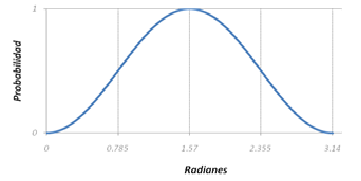 Probabilidad
1
0
0 0.785 1.57 2.355 3.14
Radianes